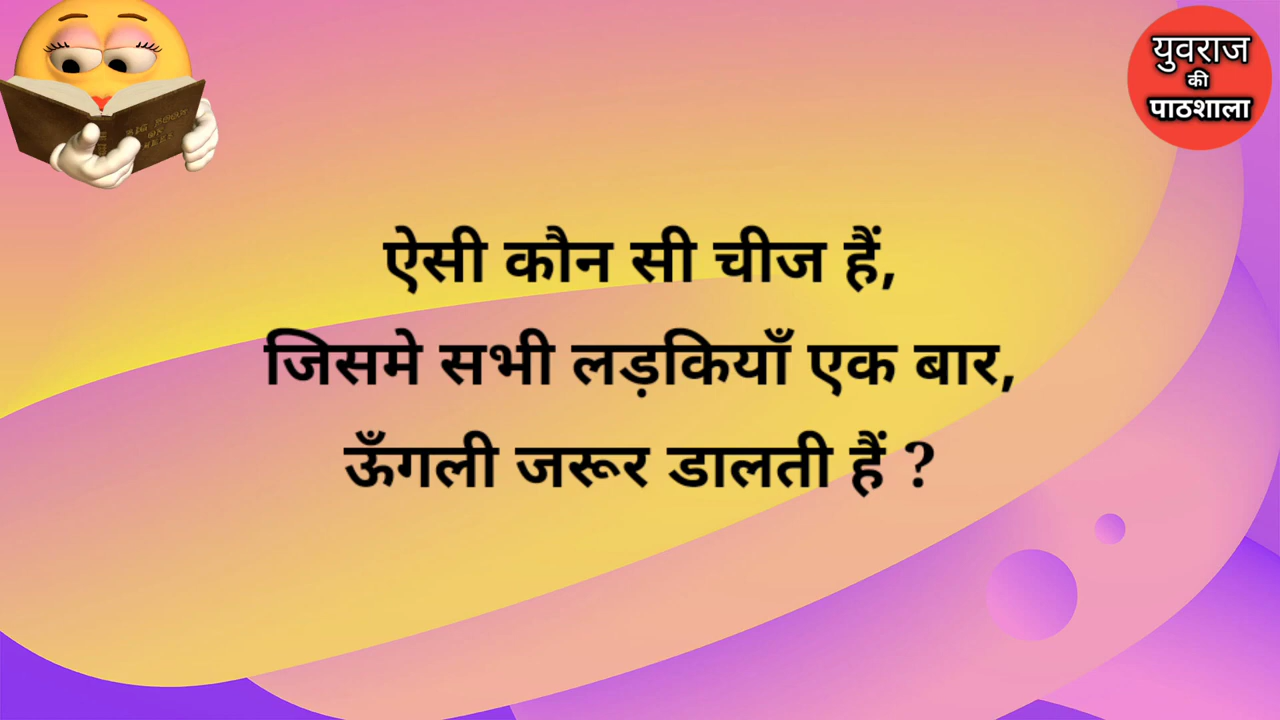 युवराज
की
पाठशाला
ऐसी कौन सी चीज हैं,
जिसमे सभी लड़कियाँ एक बार,
ऊँगली जरूर डालती हैं ?